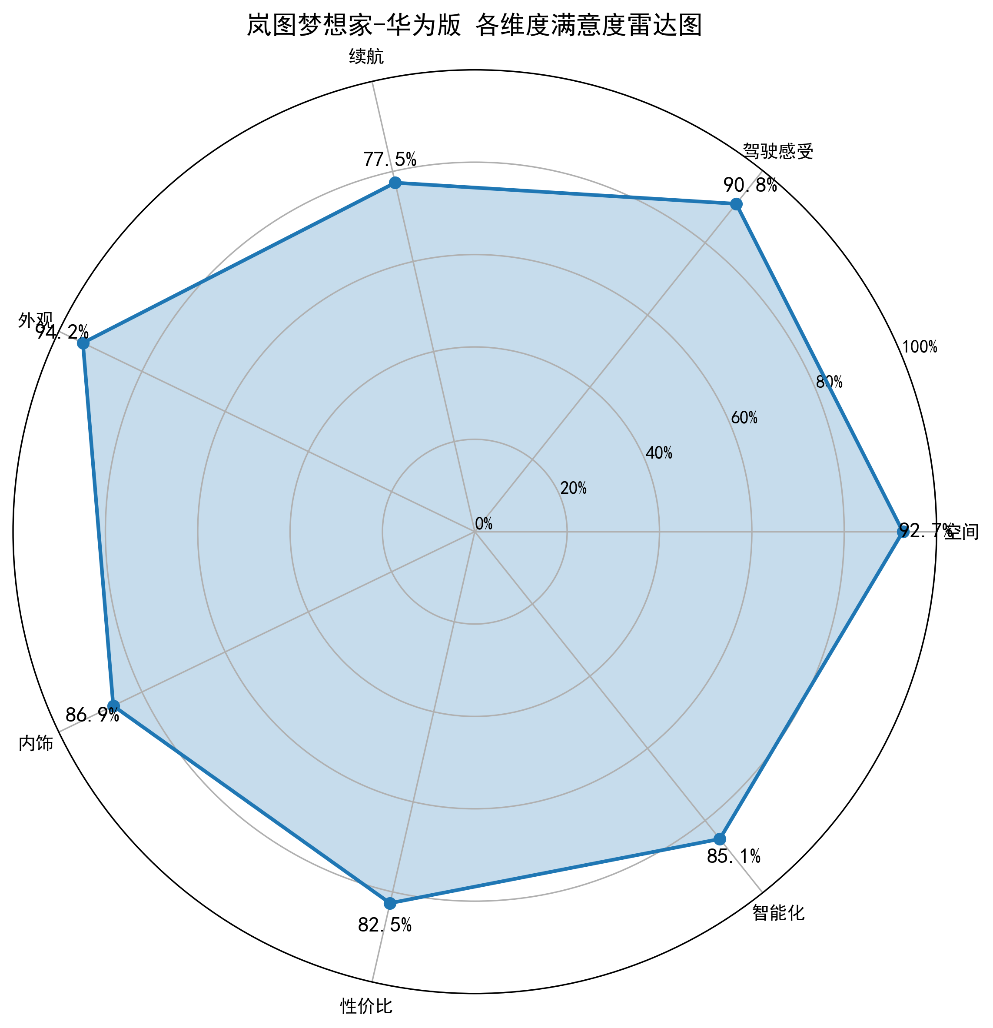 岚图梦想家-华为版 各维度满意度雷达图
续航
77.5%
驾驶感受
90.8%
外观
94.2%
100%
80%
60%
40%
20%
0%
92.7%
空间
86.9%
内饰
85.1%
智能化
82.5%
性价比